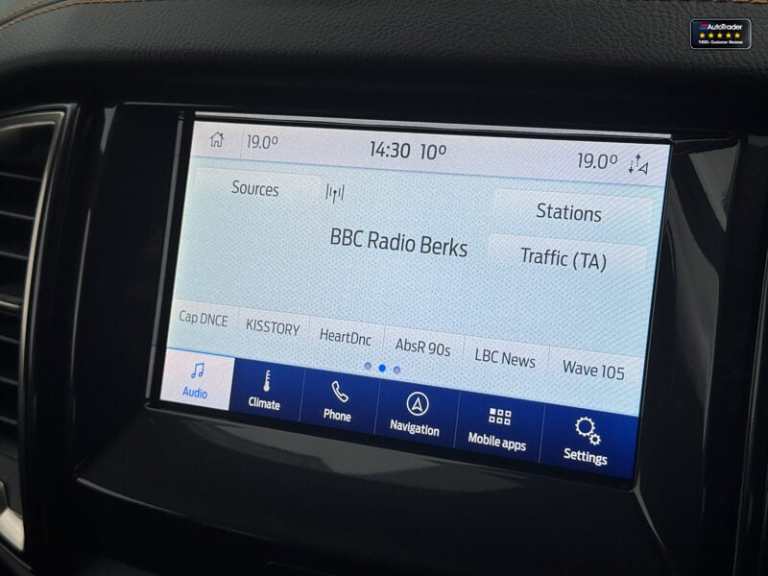 AutoTrader
19.0°
14:30 10°
19.0°
Sources
Stations
BBC Radio Berks
Traffic (TA)
Cap DNCE
KISSTORY
HeartDnc
AbsR 90s
LBC News
Wave 105
Audio
Climate
Phone
Navigation
Mobile apps
Settings